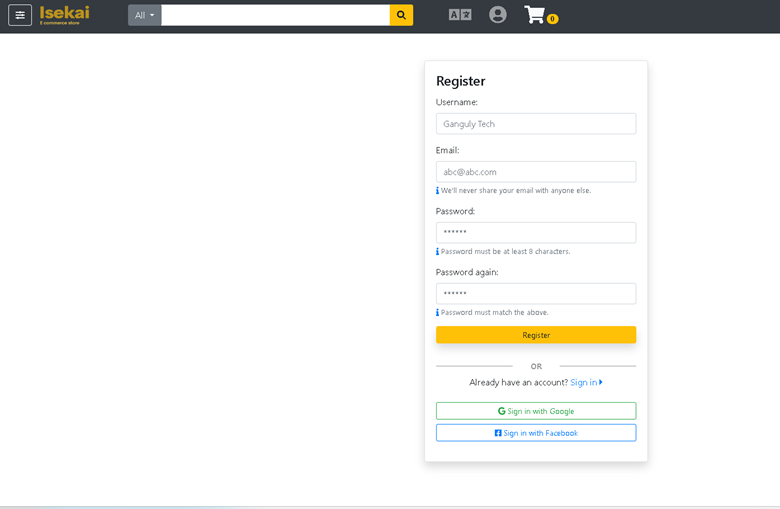 Isekai
E commerce store
All
0
Register
Username:
Ganguly Tech
Email:
abc@abc.com
We'll never share your email with anyone else.
Password:
******
Password must be at least 8 characters.
Password again:
******
Password must match the above.
Register
OR
Already have an account? Sign in
Sign in with Google
Sign in with Facebook